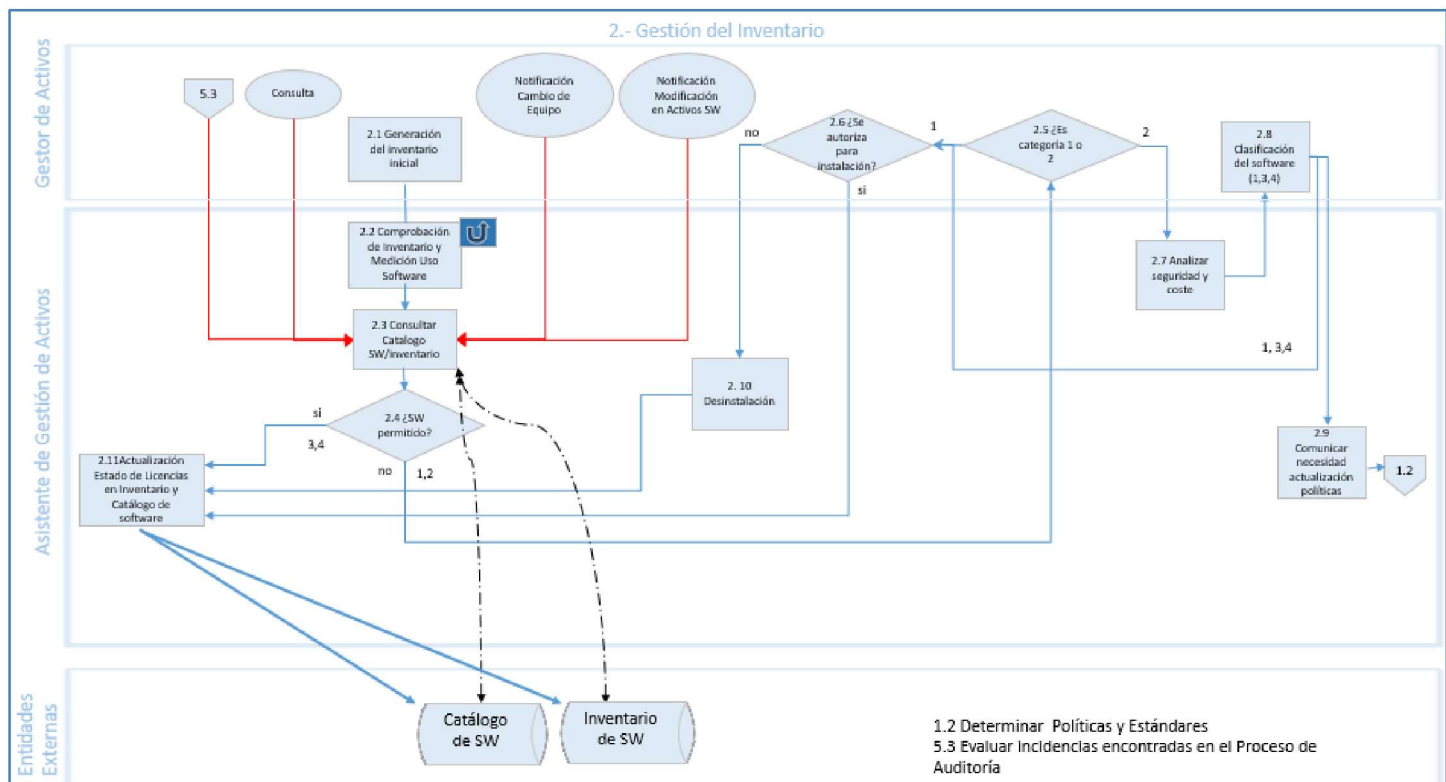 2.- Gestión del Inventario
Gestor de Activos
5.3
Consulta
Notificación
Cambio de
Equipo
Notificación
Modificación
en Activos SW
2.1 Generación
del inventario
inicial
no
2.6 ¿Se
autoriza
para
instalación?
1
si
2.5 ¿Es
categoría 1 o
2
2
2.8
Clasificación
del software
(1,3,4)
Asistente de Gestión de Activos
2.2 Comprobación
de Inventario y
Medición Uso
Software
2.7 Analizar
seguridad y
coste
2.3 Consultar
Catalogo
SW/inventario
1, 3,4
2. 10
Desinstalación
2.4 ¿SW
permitido?
si
3,4
no
1,2
2.11Actualización
Estado de Licencias
en Inventario y
Catálogo de
software
2.9
Comunicar
necesidad
actualización
políticas
1.2
Entidades
Externas
Catálogo
de SW
Inventario
de SW
1.2 Determinar Políticas y Estándares
5.3 Evaluar incidencias encontradas en el Proceso de
Auditoría